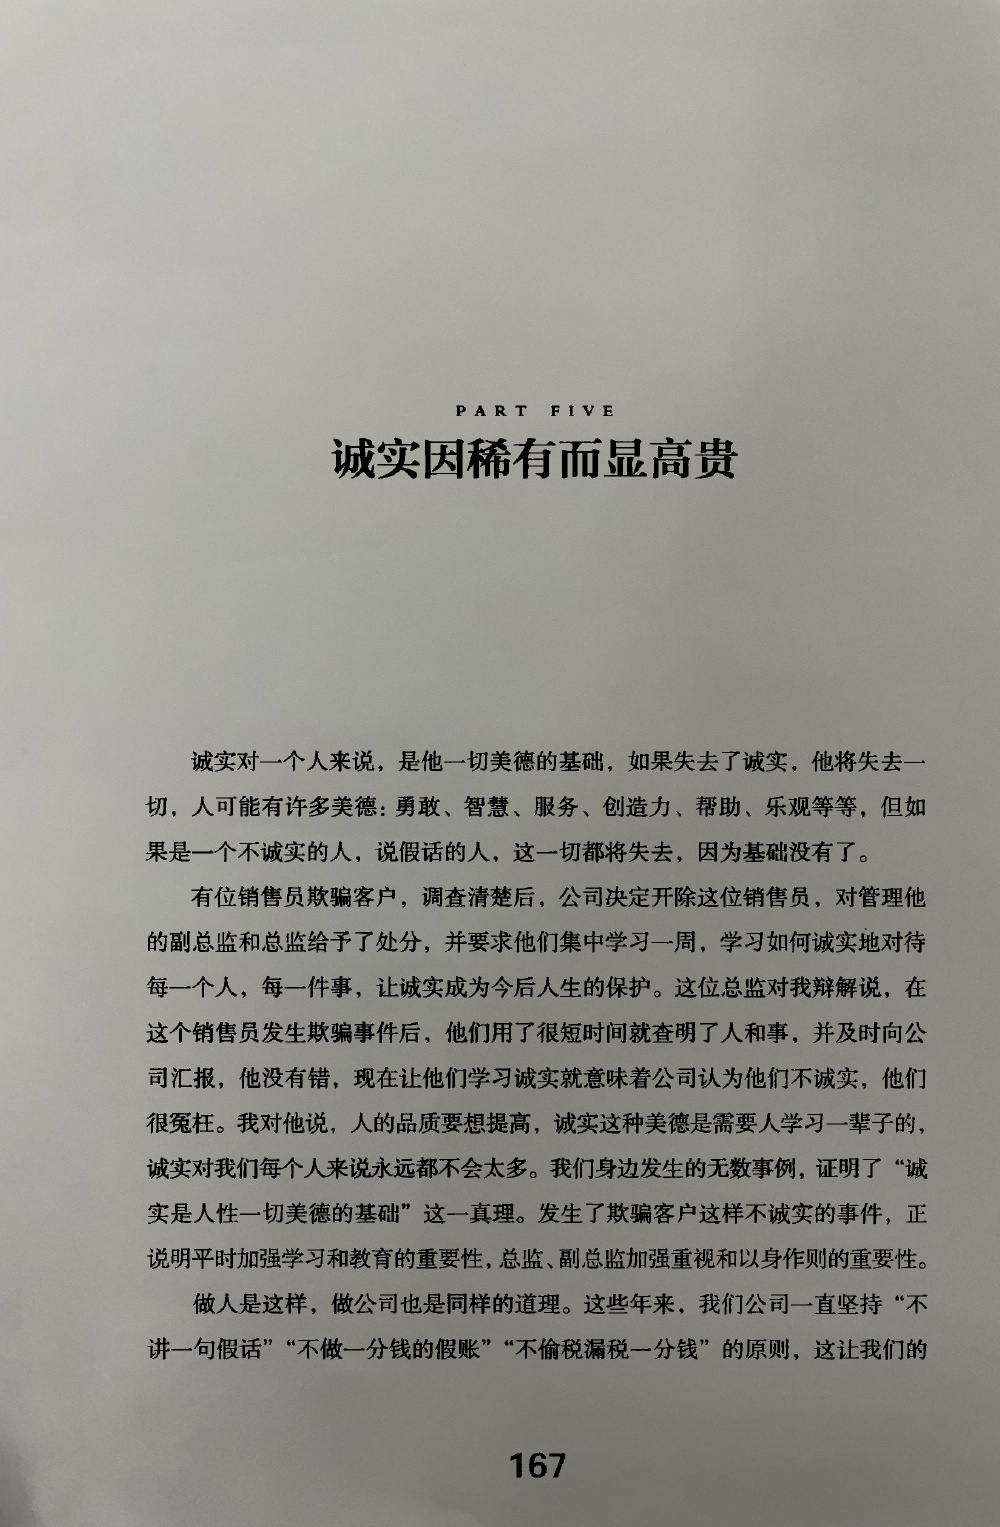 PART FIVE
诚实因稀有而显高贵
诚实对一个人来说，是他一切美德的基础，如果失去了诚实，他将失去一
切，人可能有许多美德：勇敢、智慧、服务、创造力、帮助、乐观等等，但如
果是一个不诚实的人，说假话的人，这一切都将失去，因为基础没有了。
有位销售员欺骗客户，调查清楚后，公司决定开除这位销售员，对管理他
的副总监和总监给予了处分，并要求他们集中学习一周，学习如何诚实地对待
每一个人，每一件事，让诚实成为今后人生的保护。这位总监对我辩解说，在
这个销售员发生欺骗事件后，他们用了很短时间就查明了人和事，并及时向公
司汇报，他没有错，现在让他们学习诚实就意味着公司认为他们不诚实，他们
很冤枉。我对他说，人的品质要想提高，诚实这种美德是需要人学习一辈子的，
诚实对我们每个人来说永远都不会太多。我们身边发生的无数事例，证明了“诚
实是人性一切美德的基础”这一真理。发生了欺骗客户这样不诚实的事件，正
说明平时加强学习和教育的重要性，总监、副总监加强重视和以身作则的重要性。
做人是这样，做公司也是同样的道理。这些年来，我们公司一直坚持“不
讲一句假话”“不做一分钱的假账”“不偷税漏税一分钱”的原则，这让我们的
167